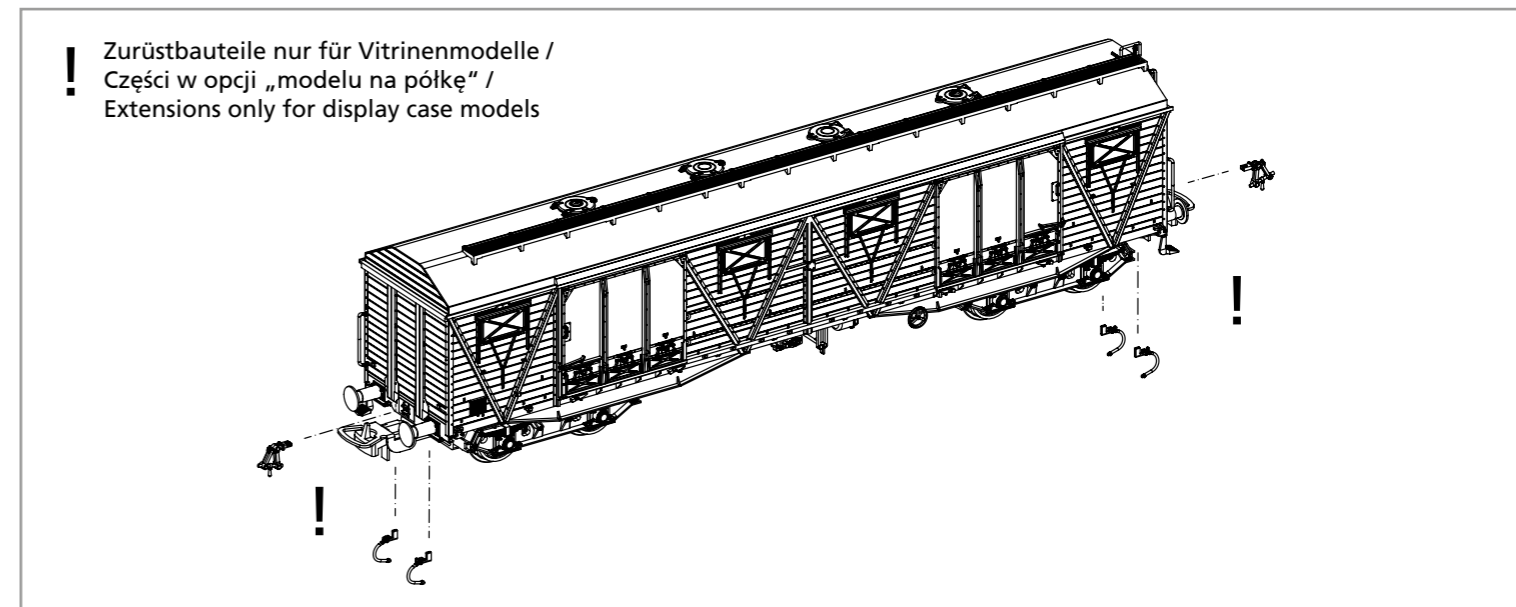 ! Zurüstbauteile nur für Vitrinenmodelle /
Części w opcji „modelu na półkę“ /
Extensions only for display case models
!
!